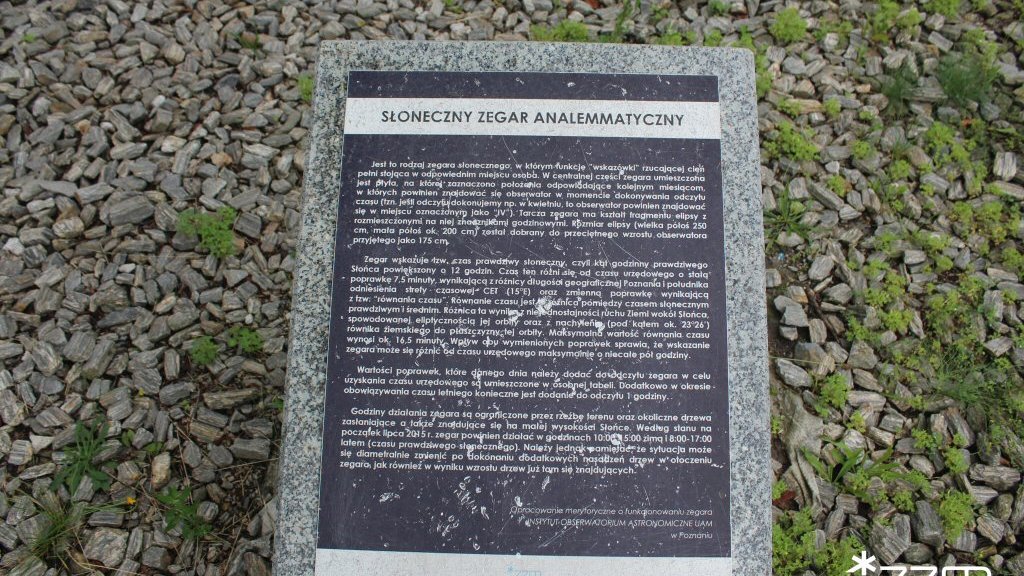 SŁONECZNY ZEGAR ANALEMMATYCZNY
Jest to rodzaj zegara słonecznego, w którym funkcję "wskazówki" rzucającej cień
pełni stojąca w odpowiednim miejscu osoba. W centralnej części zegara umieszczona
jest płyta, na której zaznaczono położenia odpowiadające kolejnym miesiącom,
w których powinien znajdować się obserwator w momencie dokonywania odczytu
czasu (tzn. jeśli odczytu dokonujemy np. w kwietniu, to obserwator powinien znajdować
się w miejscu oznaczonym jako "IV"). Tarcza zegara ma kształt fragmentu elipsy z
rozmieszczonymi na niej znacznikami godzinowymi. Rozmiar elipsy (wielka półoś 250
cm, mała półoś ok. 200 cm) został dobrany do przeciętnego wzrostu obserwatora
przyjętego jako 175 cm.
Zegar wskazuje tzw. czas prawdziwy słoneczny, czyli kąt godzinny prawdziwego
Słońca powiększony o 12 godzin. Czas ten różni się od czasu urzędowego o stałą
poprawkę 7,5 minuty, wynikającą z różnicy długości geograficznej Poznania i południka
odniesienia strefy czasowej CET (15°E) oraz zmienną poprawkę wynikającą
z tzw. "równania czasu". Równanie czasu jest to różnica pomiędzy czasem słonecznym
prawdziwym i średnim. Różnica ta wynika z niejednostajności ruchu Ziemi wokół Słońca,
spowodowanej eliptycznością jej orbity oraz z nachylenia (pod kątem ok. 23°26')
równika ziemskiego do płaszczyzny tej orbity. Maksymalna wartość równania czasu
wynosi ok. 16,5 minuty. Wpływ obu wymienionych poprawek sprawia, że wskazanie
zegara może się różnić od czasu urzędowego maksymalnie o niecałe pół godziny.
Wartości poprawek, które danego dnia należy dodać do odczytu zegara w celu
uzyskania czasu urzędowego są umieszczone w osobnej tabeli. Dodatkowo w okresie
obowiązywania czasu letniego konieczne jest dodanie do odczytu 1 godziny.
Godziny działania zegara są ograniczone przez rzeźbę terenu oraz okoliczne drzewa
zasłaniające a także znajdujące się na małej wysokości Słońce. Według stanu na
początek lipca 2015 r. zegar powinien działać w godzinach 10:00-15:00 zimą i 8:00-17:00
latem (czasu prawdziwego słonecznego). Należy jednak pamiętać, że sytuacja może
się diametralnie zmienić po dokonaniu dodatkowych nasadzeń drzew w otoczeniu
zegara, jak również w wyniku wzrostu drzew już tam się znajdujących.
Opracowanie merytoryczne o funkcjonowaniu zegara
INSTYTUT OBSERWATORIUM ASTRONOMICZNE UAM
w Poznaniu